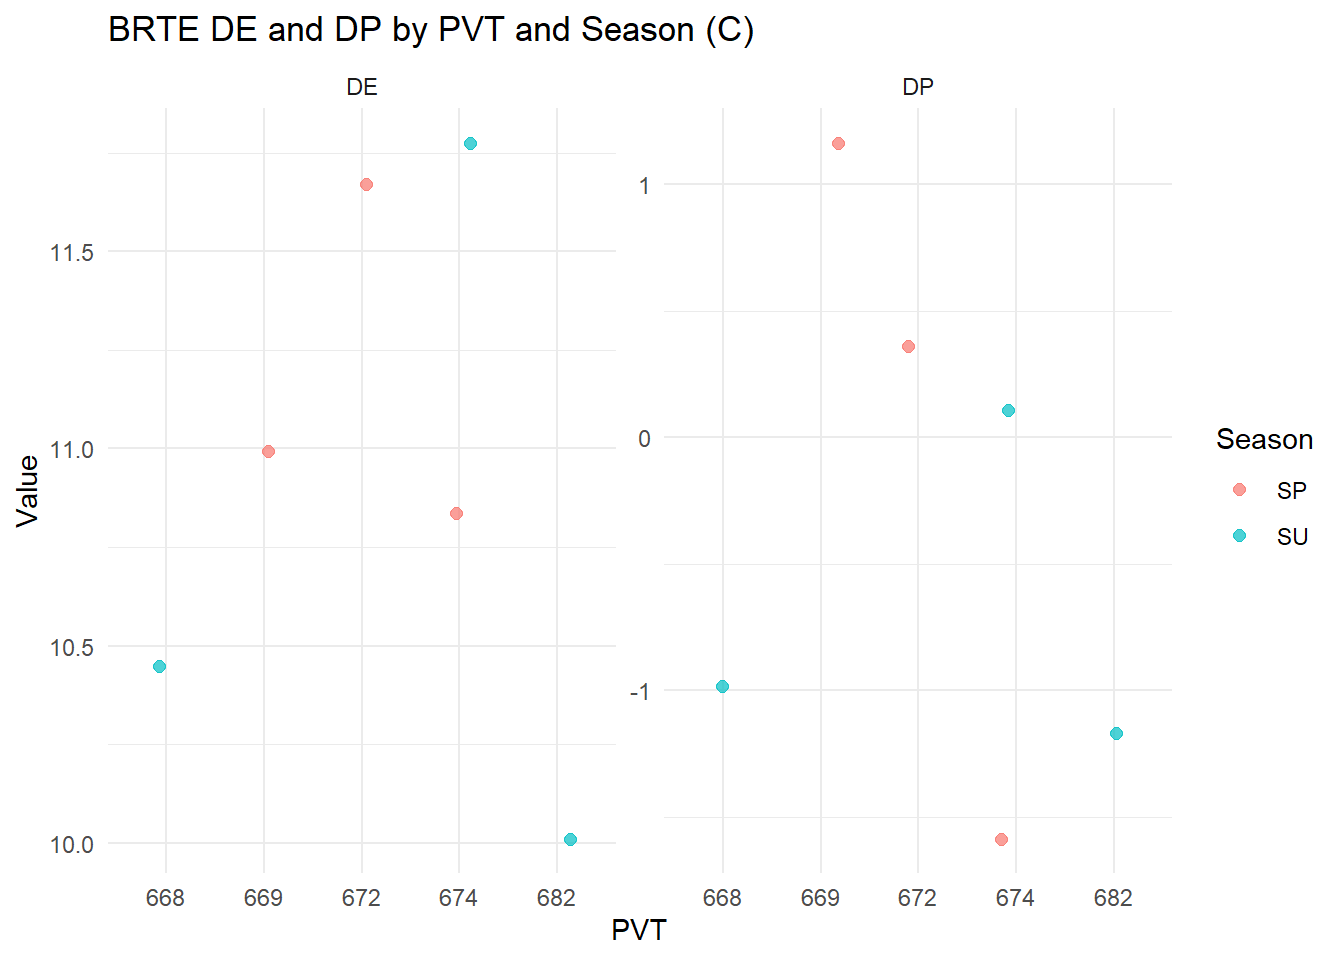 BRTE DE and DP by PVT and Season (C)
DE
DP
11.5
11.0
10.5
10.0
1
0
-1
Value
668
669
672
674
682
668
669
672
674
682
PVT
Season
SP
SU